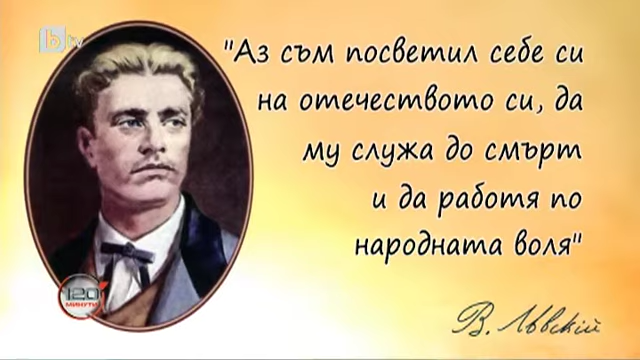 btv
"Аз съм посветил себе си
на отечеството си, да
му служа до смърт
и да работя по
народната воля"
120
МИНУТИ
В. Лѫвскій